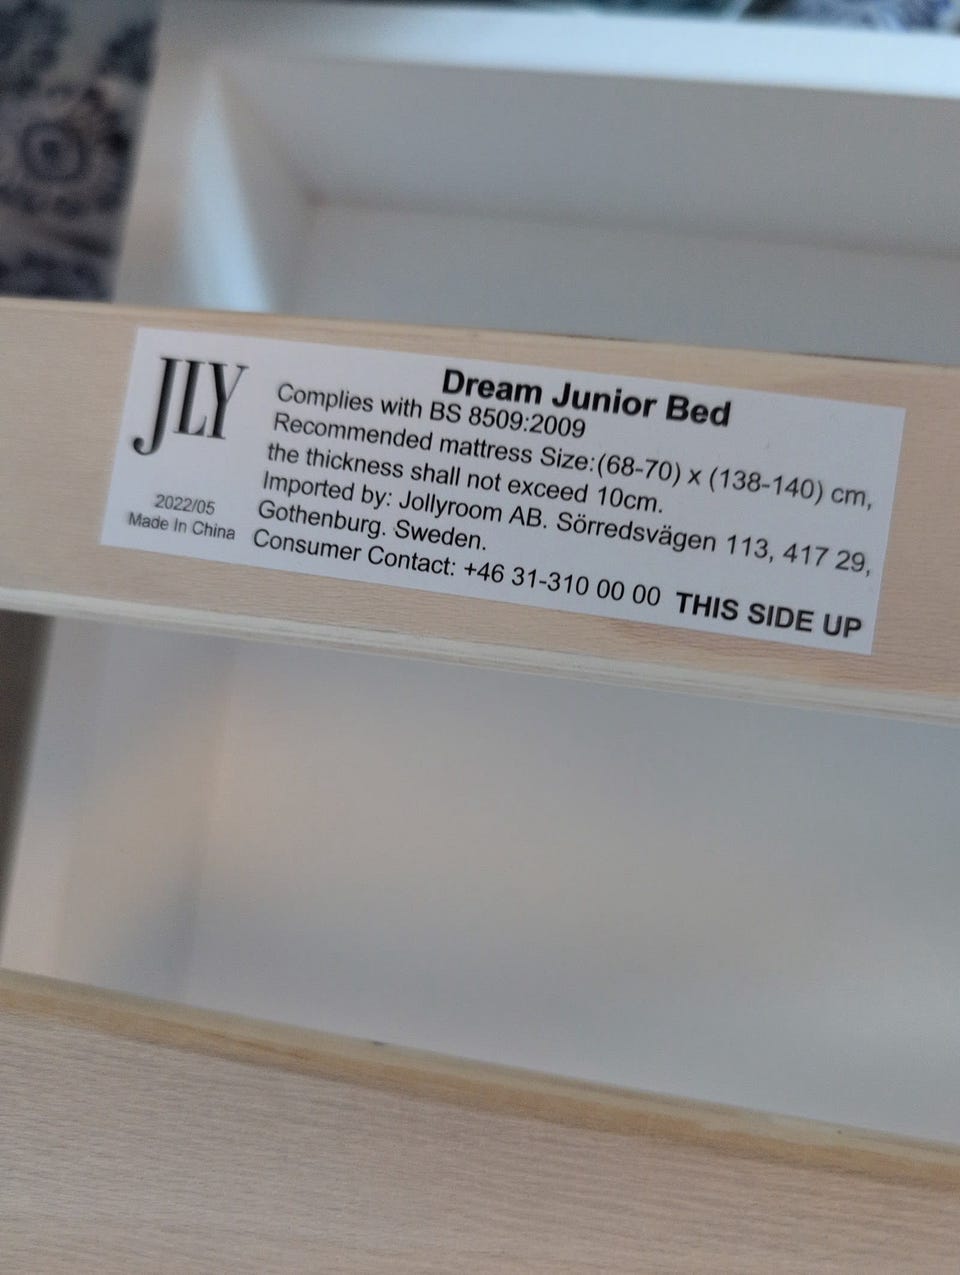 JLY
2022/05
Made In China
Dream Junior Bed
Complies with BS 8509:2009
Recommended mattress Size:(68-70) x (138-140) cm,
the thickness shall not exceed 10cm.
Imported by: Jollyroom AB. Sörredsvägen 113, 417 29,
Gothenburg. Sweden.
Consumer Contact: +46 31-310 00 00 THIS SIDE UP